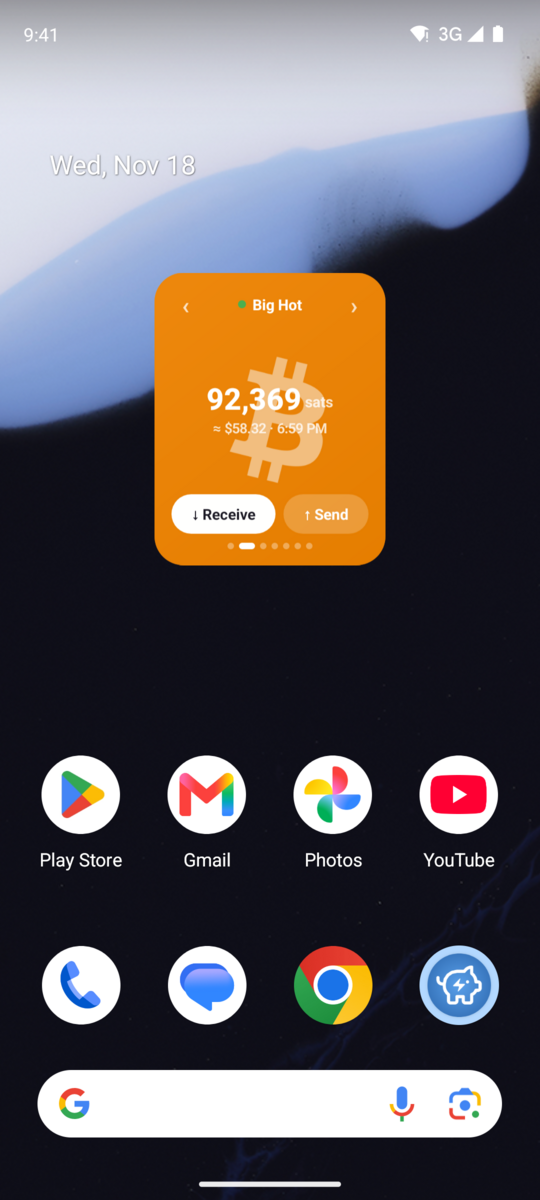 9:41
3G
Wed, Nov 18
‹ Big Hot ›
92,369 sats
≈ $58.32 · 6:59 PM
↓ Receive ↑ Send
Play Store Gmail Photos YouTube